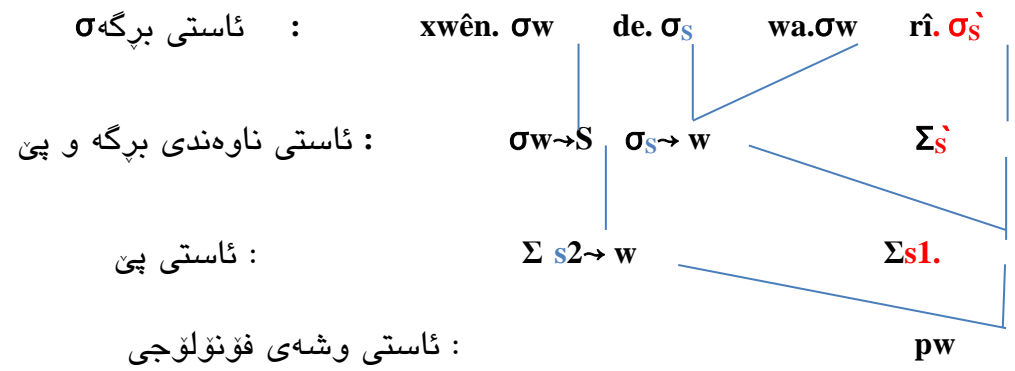 ئاستی بڕگەσ : xwên. σw de. σs wa.σw rî. σs`
ئاستی ناوەندی بڕگە و پێ : σw→S σs→ w Σs`
ئاستی پێ : Σ s2→ w Σs1.
ئاستی وشەی فۆنۆلۆجی : pw